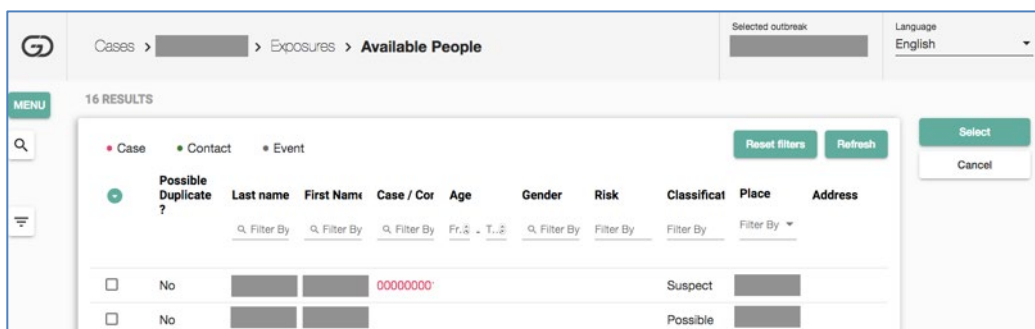 Selected outbreak
Language
Cases > > Exposures > Available People
English
MENU
16 RESULTS
Select
Case Contact Event
Reset filters Refresh
Cancel
Possible Duplicate ? Last name First Name Case / Cor Age Gender Risk Classificat Place Address
Filter By Filter By Filter By Fr. - T.. Filter By Filter By Filter By Filter By
No 00000000 Suspect
No Possible